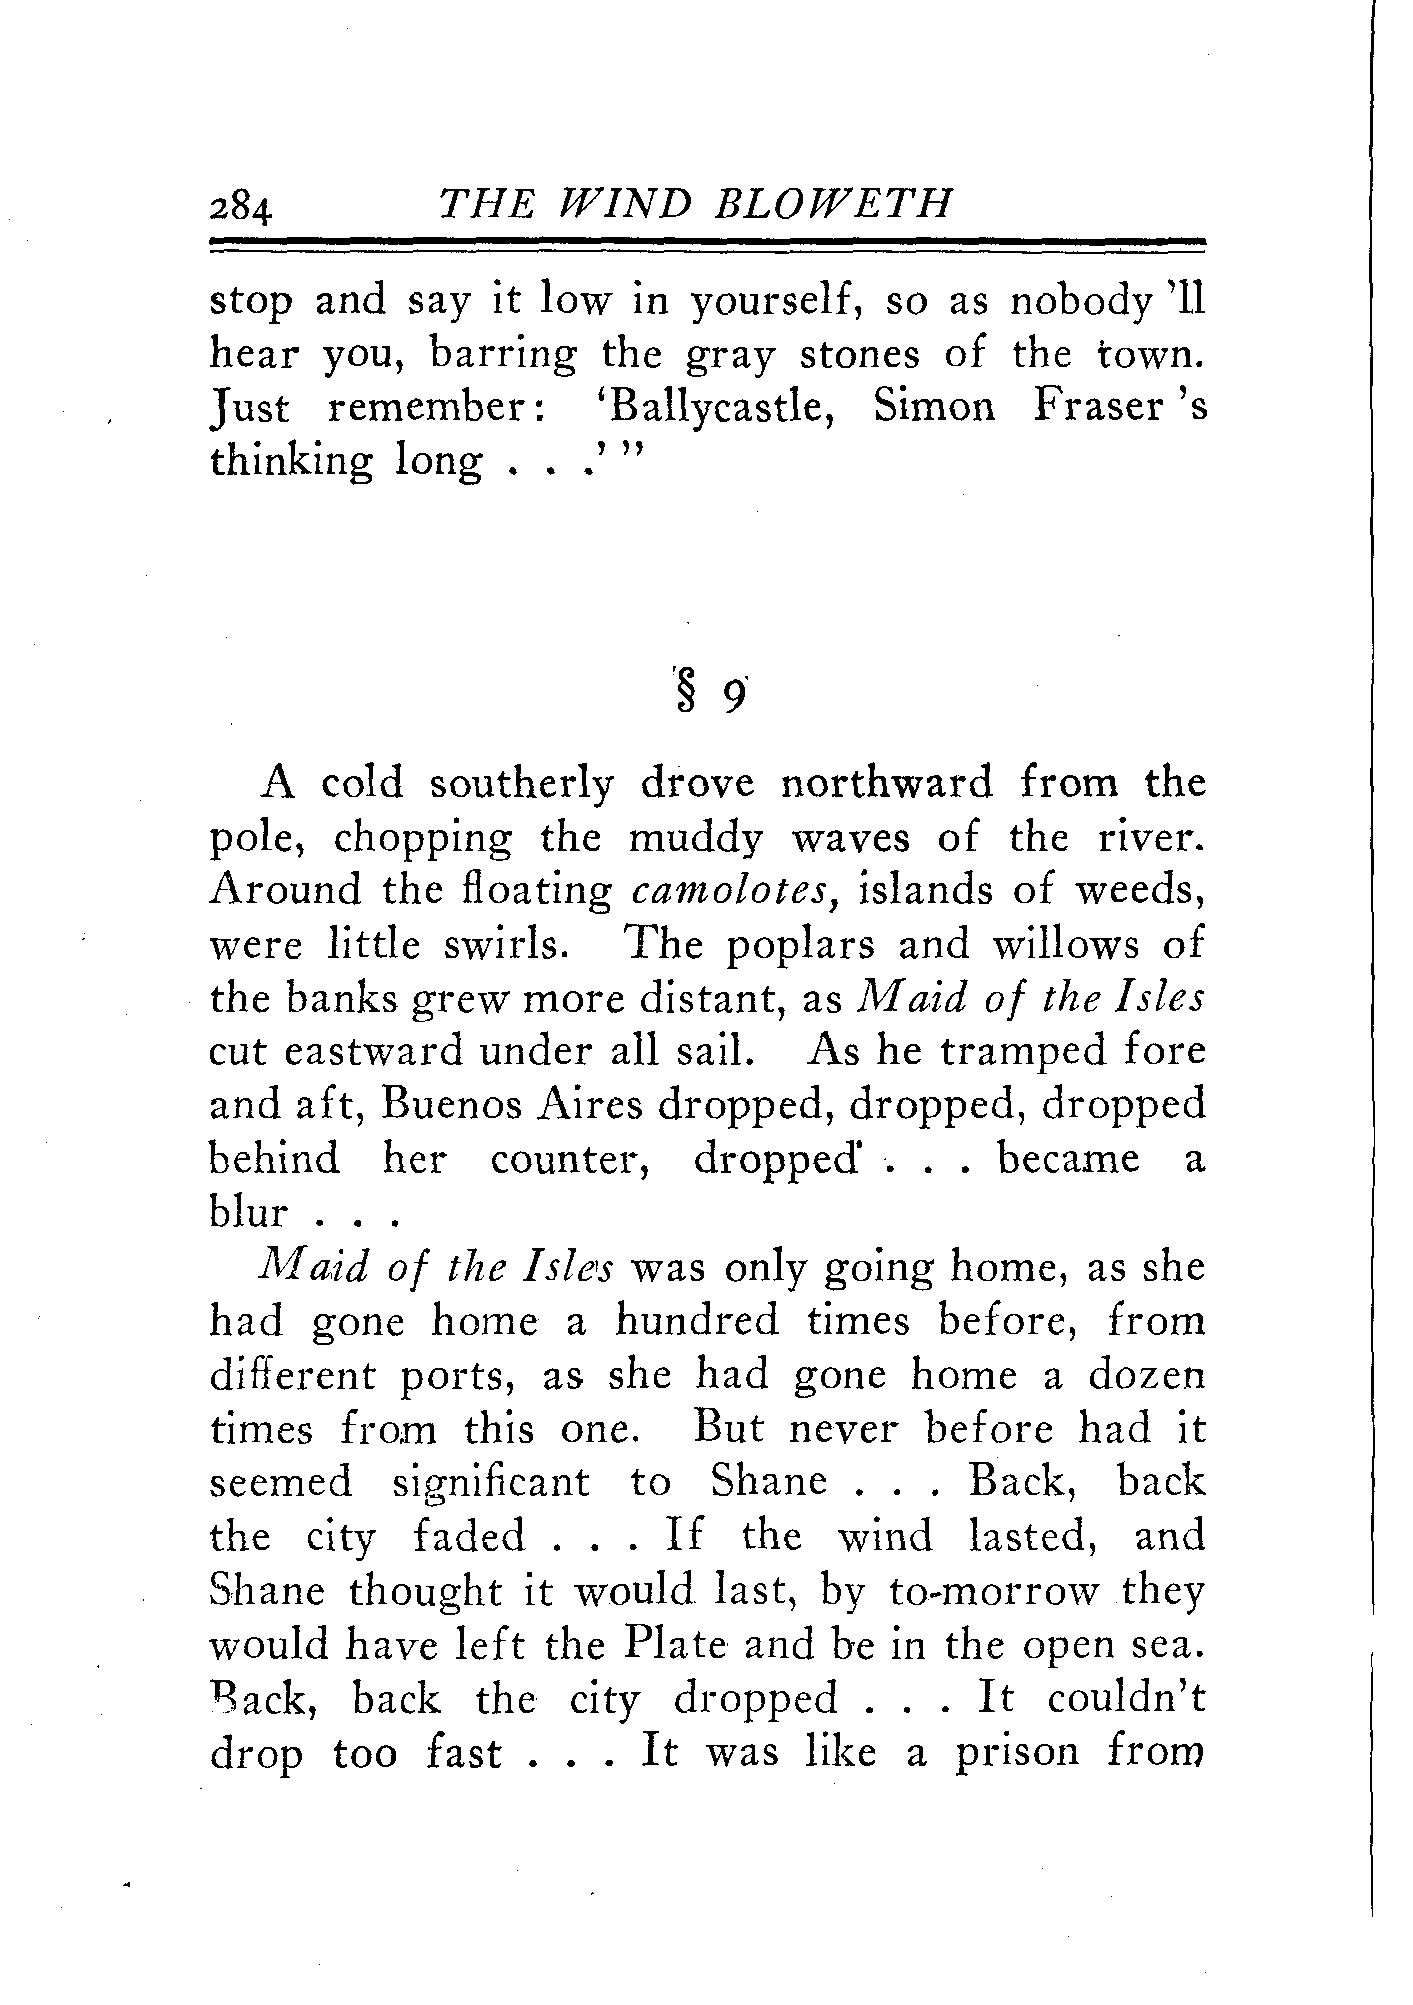 284 THE WIND BLOWETH
stop and say it low in yourself, so as nobody 'll
hear you, barring the gray stones of the town.
Just remember: 'Ballycastle, Simon Fraser 's
thinking long . . .' "
§ 9
A cold southerly drove northward from the
pole, chopping the muddy waves of the river.
Around the floating camolotes, islands of weeds,
were little swirls. The poplars and willows of
the banks grew more distant, as Maid of the Isles
cut eastward under all sail. As he tramped fore
and aft, Buenos Aires dropped, dropped, dropped
behind her counter, dropped . . . became a
blur . . .
Maid of the Isles was only going home, as she
had gone home a hundred times before, from
different ports, as she had gone home a dozen
times from this one. But never before had it
seemed significant to Shane . . . Back, back
the city faded . . . If the wind lasted, and
Shane thought it would last, by to-morrow they
would have left the Plate and be in the open sea.
Back, back the city dropped . . . It couldn't
drop too fast . . . It was like a prison from